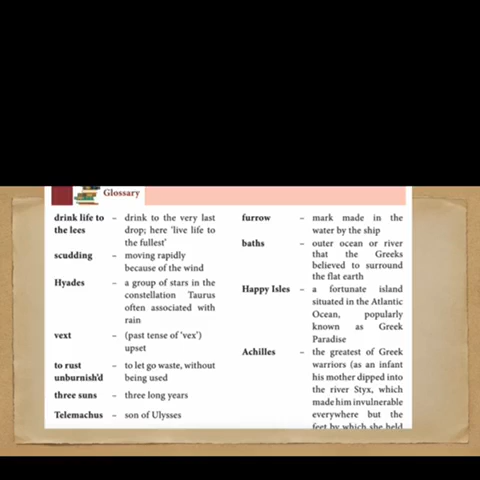 Glossary
drink life to – drink to the very last
the lees drop; here 'live life to
the fullest'
scudding – moving rapidly
because of the wind
Hyades – a group of stars in the
constellation Taurus
often associated with
rain
vext – (past tense of 'vex')
upset
to rust – to let go waste, without
unburnish'd being used
three suns – three long years
Telemachus – son of Ulysses
furrow – mark made in the
water by the ship
baths – outer ocean or river
that the Greeks
believed to surround
the flat earth
Happy Isles – a fortunate island
situated in the Atlantic
Ocean, popularly
known as Greek
Paradise
Achilles – the greatest of Greek
warriors (as an infant
his mother dipped into
the river Styx, which
made him invulnerable
everywhere but the
feet by which she held